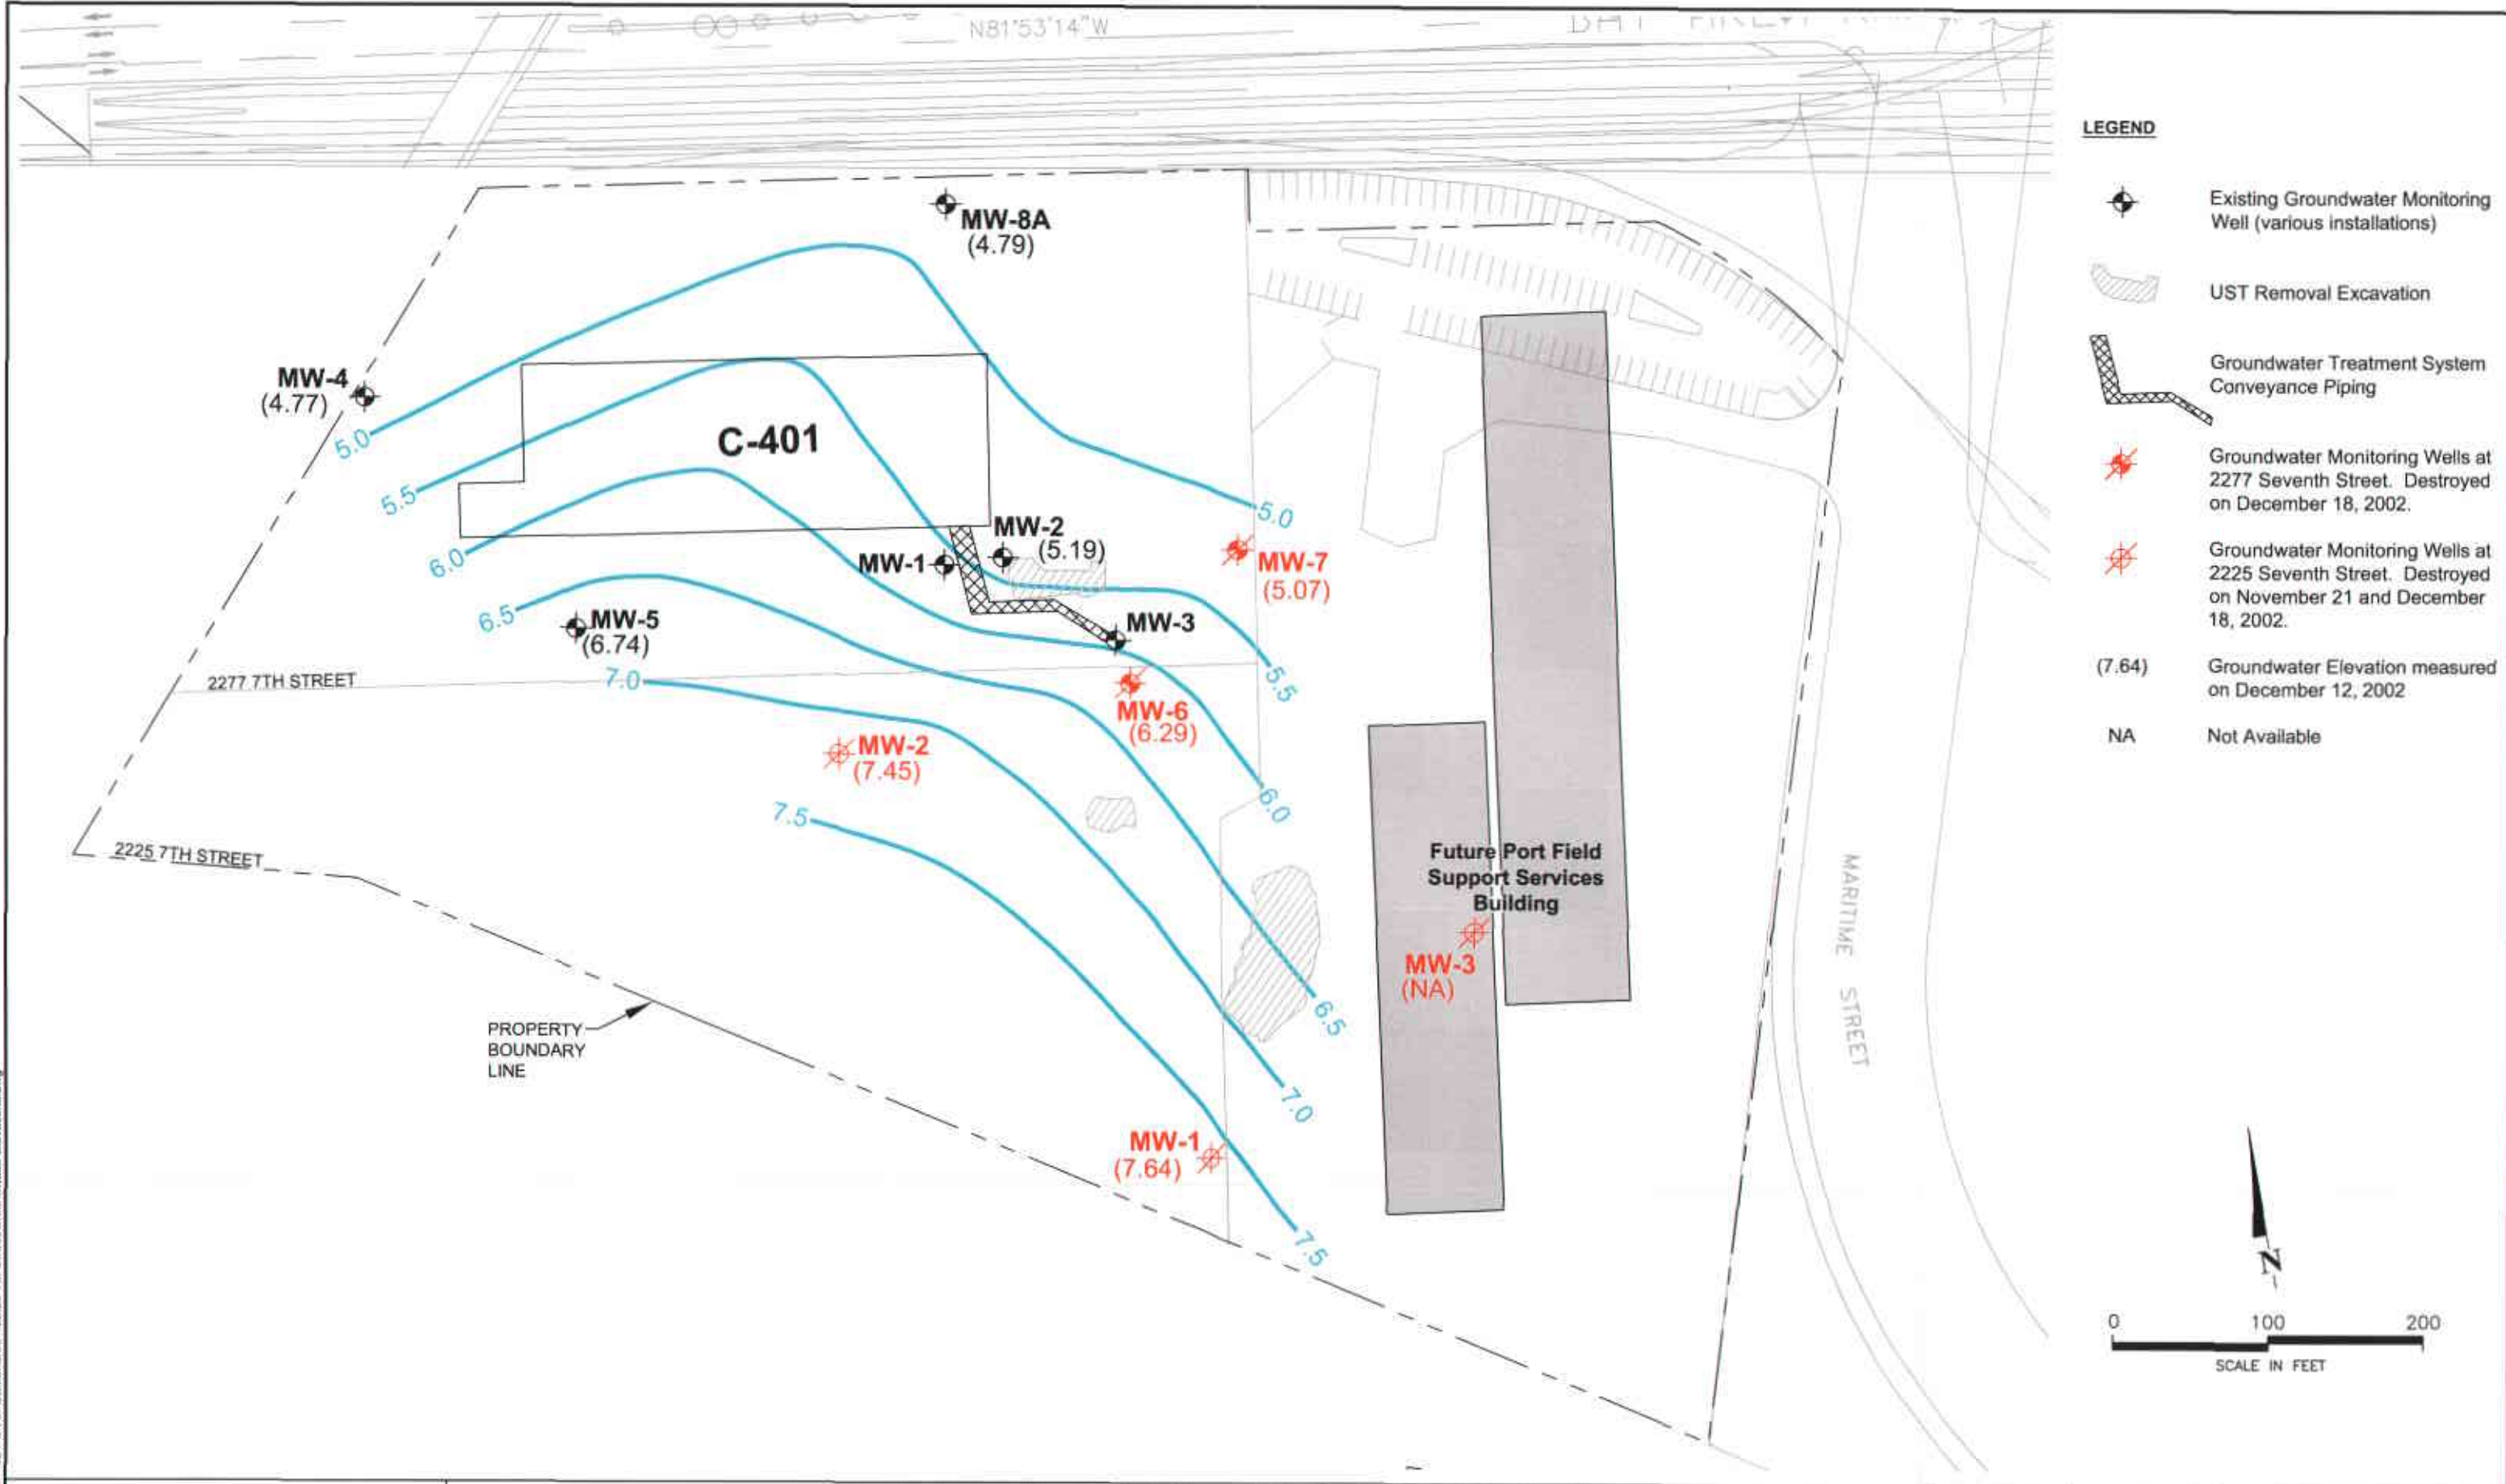 N81°53'14"W
LEGEND
Existing Groundwater Monitoring
Well (various installations)
UST Removal Excavation
Groundwater Treatment System
Conveyance Piping
Groundwater Monitoring Wells at
2277 Seventh Street. Destroyed
on December 18, 2002.
Groundwater Monitoring Wells at
2225 Seventh Street. Destroyed
on November 21 and December
18, 2002.
(7.64)
Groundwater Elevation measured
on December 12, 2002
NA
Not Available
MW-8A
(4.79)
MW-4
(4.77)
5.0
5.5
C-401
6.0
5.0
MW-2
(5.19)
MW-1
MW-7
(5.07)
6.5
MW-5
(6.74)
MW-3
5.5
2277 7TH STREET
7.0
MW-6
(6.29)
MW-2
(7.45)
6.0
7.5
2225 7TH STREET
Future Port Field
Support Services
Building
MW-3
(NA)
MARITIME STREET
6.5
PROPERTY
BOUNDARY
LINE
7.0
MW-1
(7.64)
7.5
N
0 100 200
SCALE IN FEET